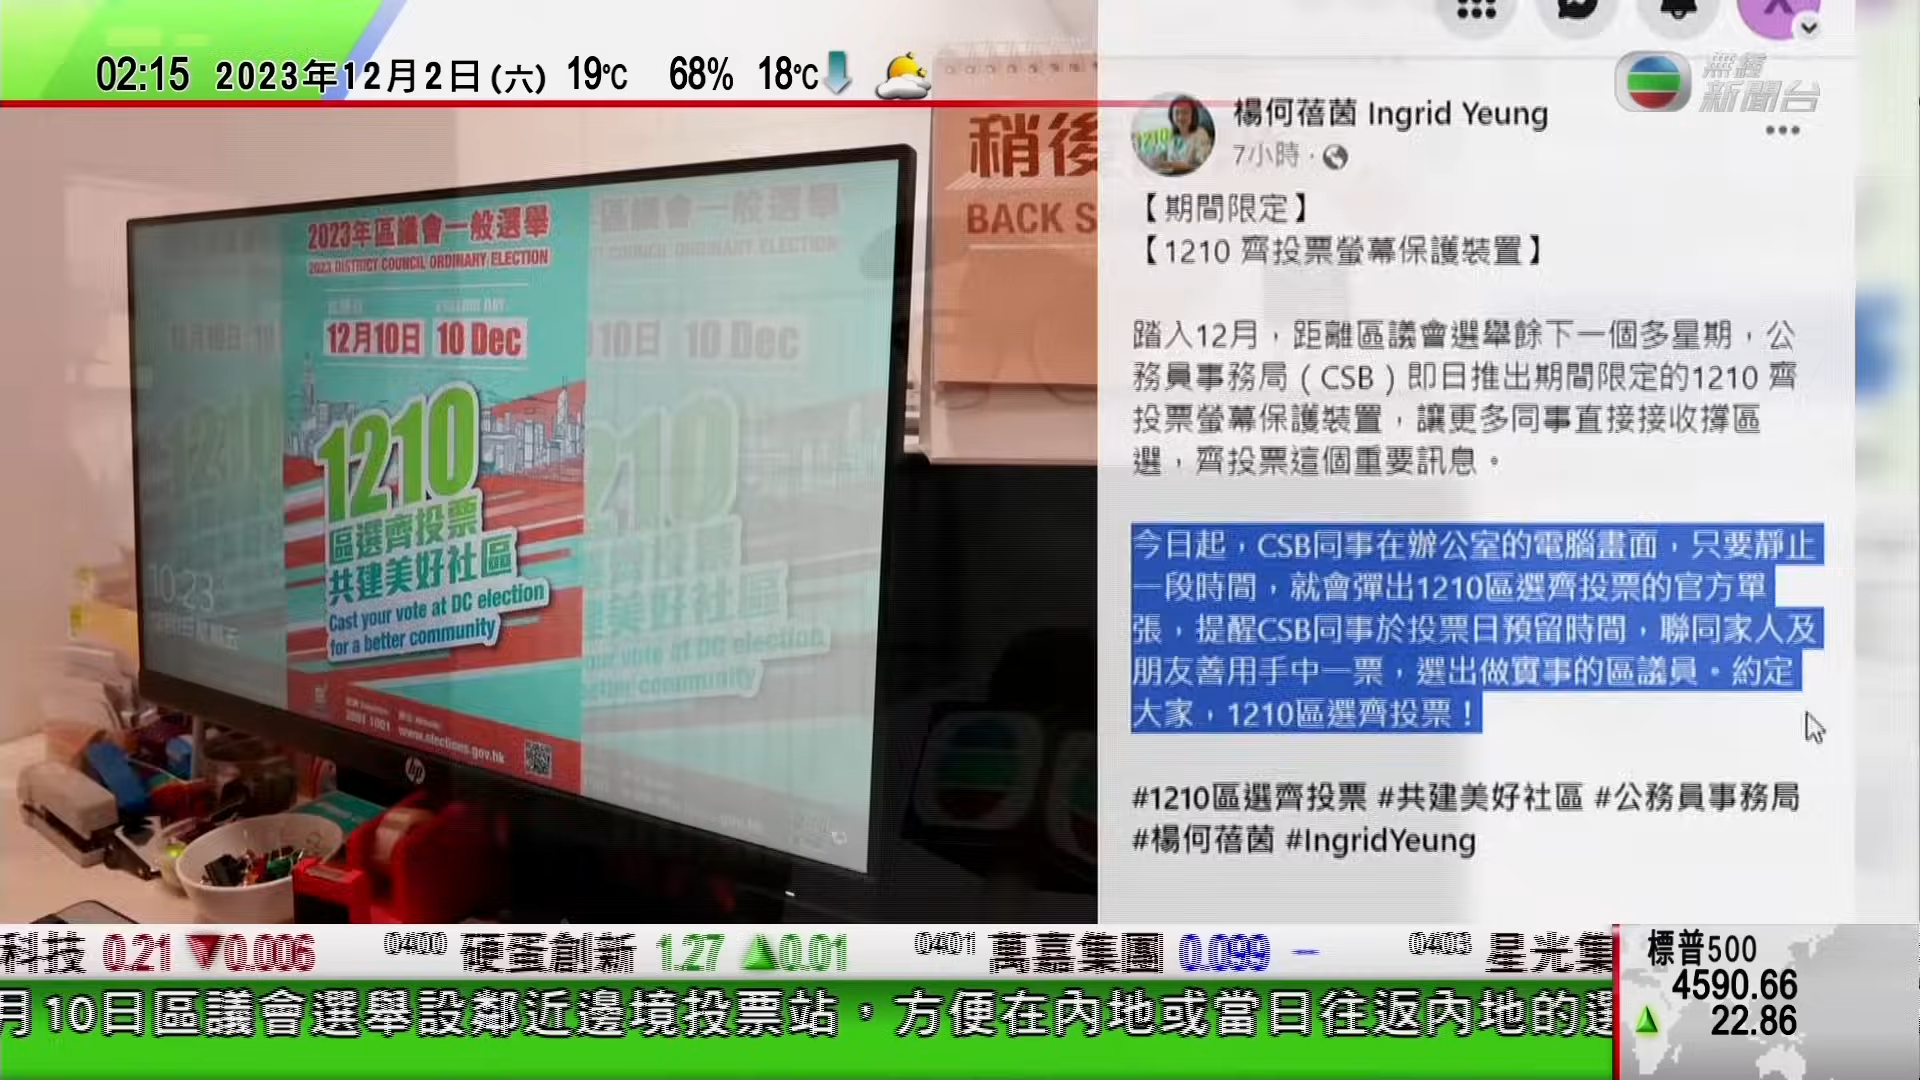 02:15 2023年12月2日(六) 19℃ 68% 18℃
無綫
新聞台
稍後
BACK S
2023年區議會一般選舉
2023 DISTRICT COUNCIL ORDINARY ELECTION
12月10日 10 Dec
1210
區選齊投票
共建美好社區
Cast your vote at DC election
for a better community
www.elections.gov.hk
hp
10:23
楊何蓓茵 Ingrid Yeung
7小時
【期間限定】
【1210 齊投票螢幕保護裝置】
踏入12月，距離區議會選舉餘下一個多星期，公
務員事務局（CSB）即日推出期間限定的1210 齊
投票螢幕保護裝置，讓更多同事直接接收撐區
選，齊投票這個重要訊息。
今日起，CSB同事在辦公室的電腦畫面，只要靜止
一段時間，就會彈出1210區選齊投票的官方單
張，提醒CSB同事於投票日預留時間，聯同家人及
朋友善用手中一票，選出做實事的區議員。約定
大家，1210區選齊投票！
#1210區選齊投票 #共建美好社區 #公務員事務局
#楊何蓓茵 #IngridYeung
科技 0.21 ▼0.006 0400 硬蛋創新 1.27 ▲0.01 0401 萬嘉集團 0.099 － 0403 星光集
月10日區議會選舉設鄰近邊境投票站，方便在內地或當日往返內地的選
標普500
4590.66
▲ 22.86